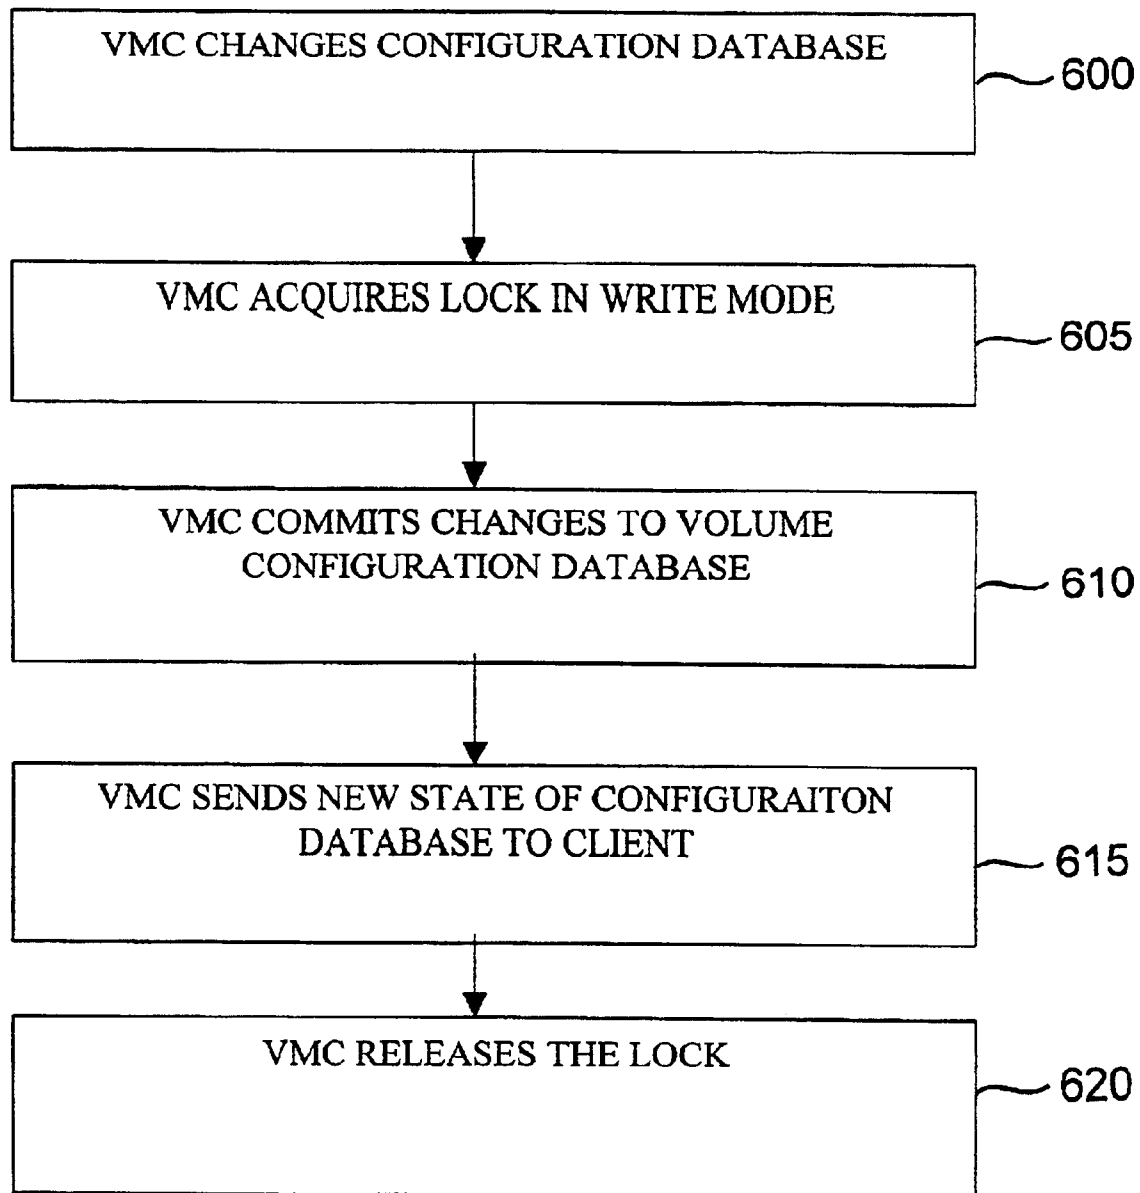 VMC CHANGES CONFIGURATION DATABASE
600
VMC ACQUIRES LOCK IN WRITE MODE
605
VMC COMMITS CHANGES TO VOLUME
CONFIGURATION DATABASE
610
VMC SENDS NEW STATE OF CONFIGURAITON
DATABASE TO CLIENT
615
VMC RELEASES THE LOCK
620